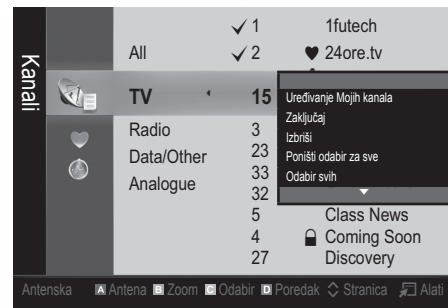 Kanali
✓ 1 1futech
All ✓ 2 ♥ 24ore.tv
TV 15
Radio 3
Data/Other 23
Analogue 33
32
5 Class News
4 Coming Soon
27 Discovery
Uređivanje Mojih kanala
Zaključaj
Izbriši
Poništi odabir za sve
Odabir svih
Antenska A Antena B Zoom C Odabir D Poredak Stranica Alati